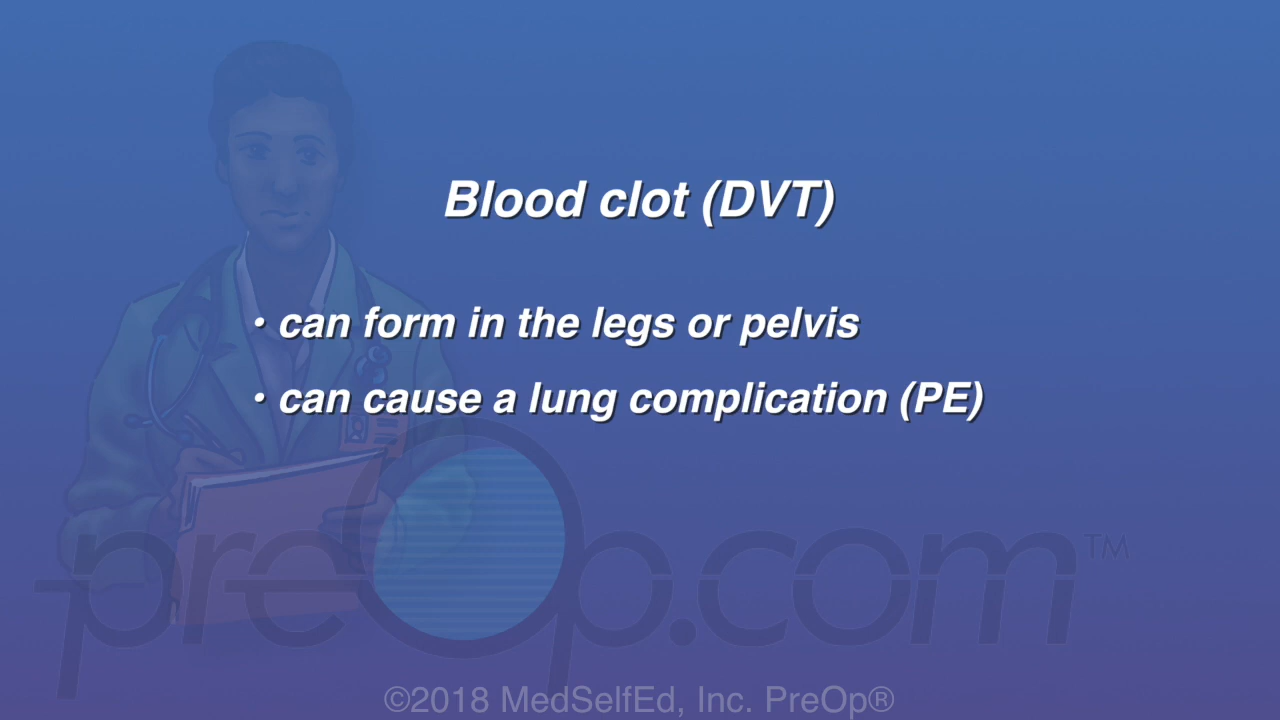 Blood clot (DVT)
• can form in the legs or pelvis
• can cause a lung complication (PE)
preOp.com™
©2018 MedSelfEd, Inc. PreOp®